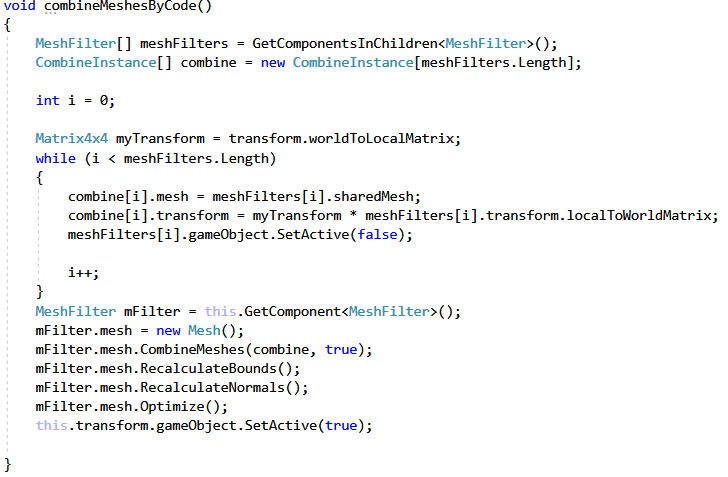 void combineMeshesByCode()
{
MeshFilter[] meshFilters = GetComponentsInChildren<MeshFilter>();
CombineInstance[] combine = new CombineInstance[meshFilters.Length];
int i = 0;
Matrix4x4 myTransform = transform.worldToLocalMatrix;
while (i < meshFilters.Length)
{
combine[i].mesh = meshFilters[i].sharedMesh;
combine[i].transform = myTransform * meshFilters[i].transform.localToWorldMatrix;
meshFilters[i].gameObject.SetActive(false);
i++;
}
MeshFilter mFilter = this.GetComponent<MeshFilter>();
mFilter.mesh = new Mesh();
mFilter.mesh.CombineMeshes(combine, true);
mFilter.mesh.RecalculateBounds();
mFilter.mesh.RecalculateNormals();
mFilter.mesh.Optimize();
this.transform.gameObject.SetActive(true);
}